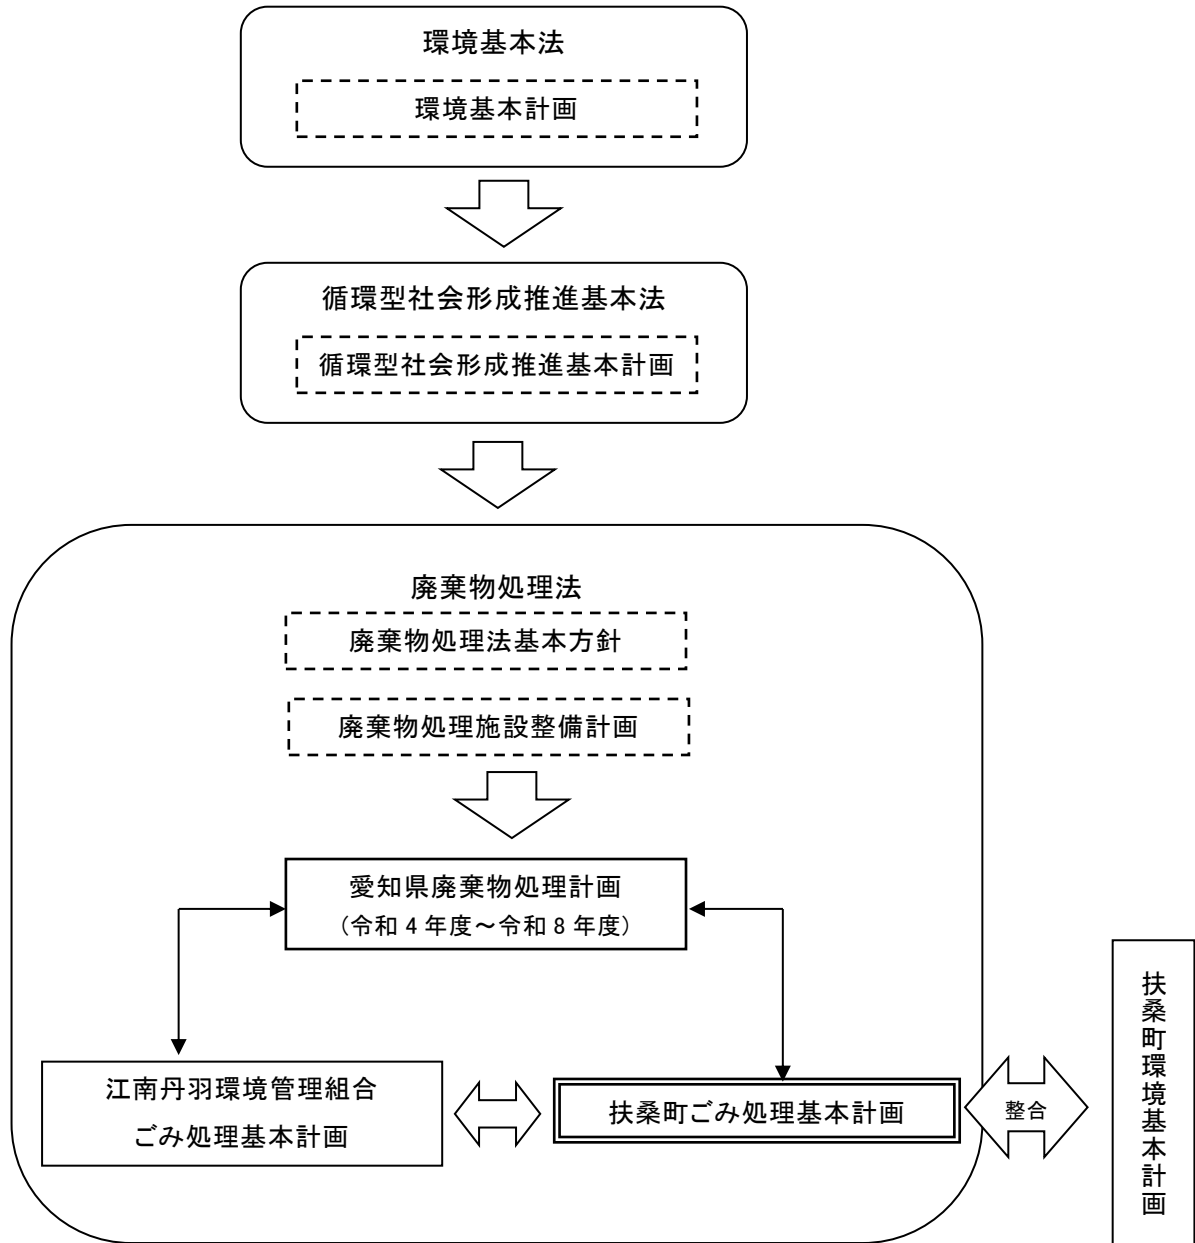 環境基本法
環境基本計画
循環型社会形成推進基本法
循環型社会形成推進基本計画
廃棄物処理法
廃棄物処理法基本方針
廃棄物処理施設整備計画
愛知県廃棄物処理計画
(令和4年度～令和8年度)
江南丹羽環境管理組合
ごみ処理基本計画
扶桑町ごみ処理基本計画
整合
扶桑町環境基本計画